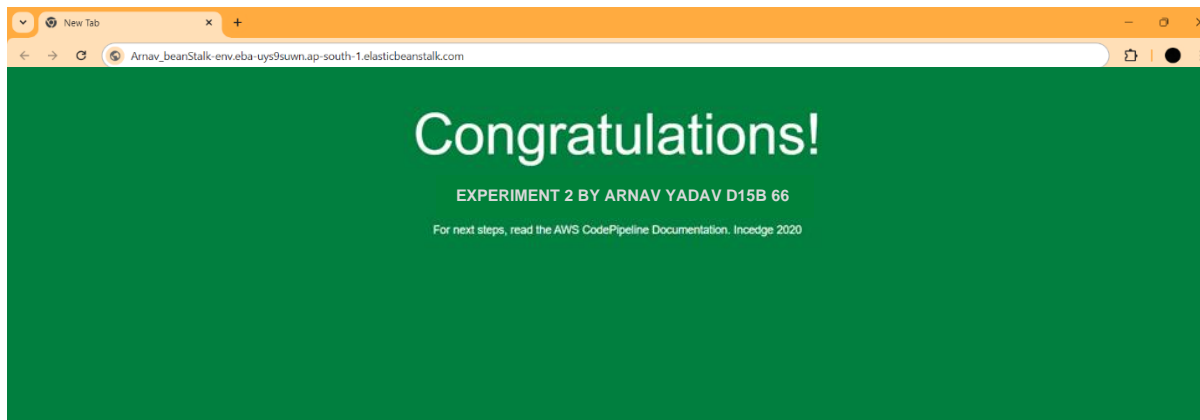 New Tab
Arnav_beanStalk-env.eba-uys9suwn.ap-south-1.elasticbeanstalk.com
Congratulations!
EXPERIMENT 2 BY ARNAV YADAV D15B 66
For next steps, read the AWS CodePipeline Documentation. Incedge 2020